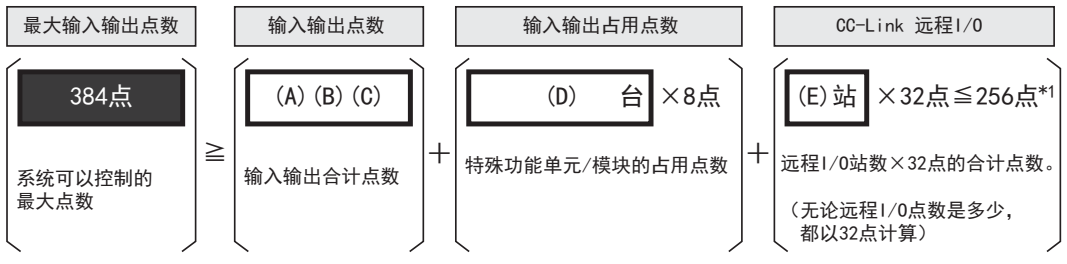 最大输入输出点数
输入输出点数
输入输出占用点数
CC-Link 远程I/O
384点
≧
(A)(B)(C)
+
(D) 台 ×8点
+
(E)站 ×32点≦256点*1
系统可以控制的
最大点数
输入输出合计点数
特殊功能单元/模块的占用点数
远程I/O站数×32点的合计点数。
（无论远程I/O点数是多少，
都以32点计算）